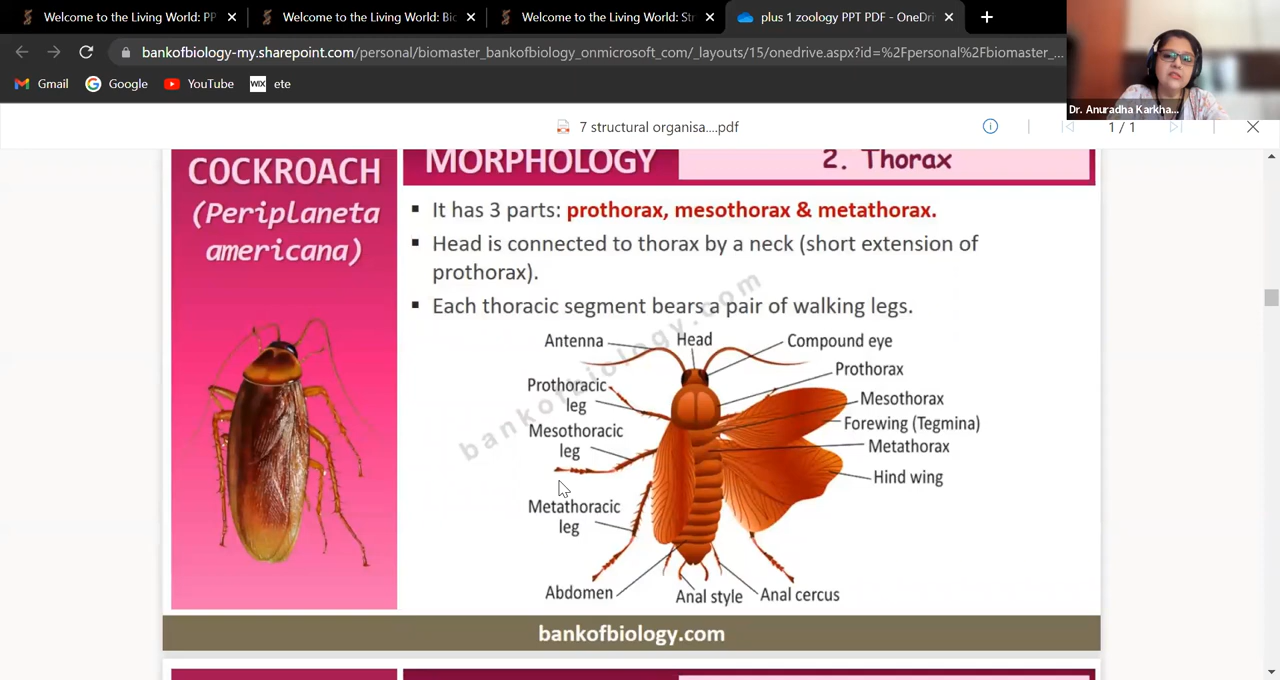 Welcome to the Living World: PP
Welcome to the Living World: Bio
Welcome to the Living World: Str
plus 1 zoology PPT PDF - OneDri
bankofbiology-my.sharepoint.com/personal/biomaster_bankofbiology_onmicrosoft_com/_layouts/15/onedrive.aspx?id=%2Fpersonal%2Fbiomaster_...
Gmail
Google
YouTube
WIX
ete
Dr. Anuradha Karkha...
7 structural organisa....pdf
1 / 1
COCKROACH
(Periplaneta
americana)
MORPHOLOGY
2. Thorax
▪ It has 3 parts: prothorax, mesothorax & metathorax.
▪ Head is connected to thorax by a neck (short extension of
prothorax).
▪ Each thoracic segment bears a pair of walking legs.
bankofbiology.com
Antenna
Head
Compound eye
Prothorax
Prothoracic
leg
Mesothorax
Forewing (Tegmina)
Mesothoracic
leg
Metathorax
Hind wing
Metathoracic
leg
Abdomen
Anal style
Anal cercus
bankofbiology.com